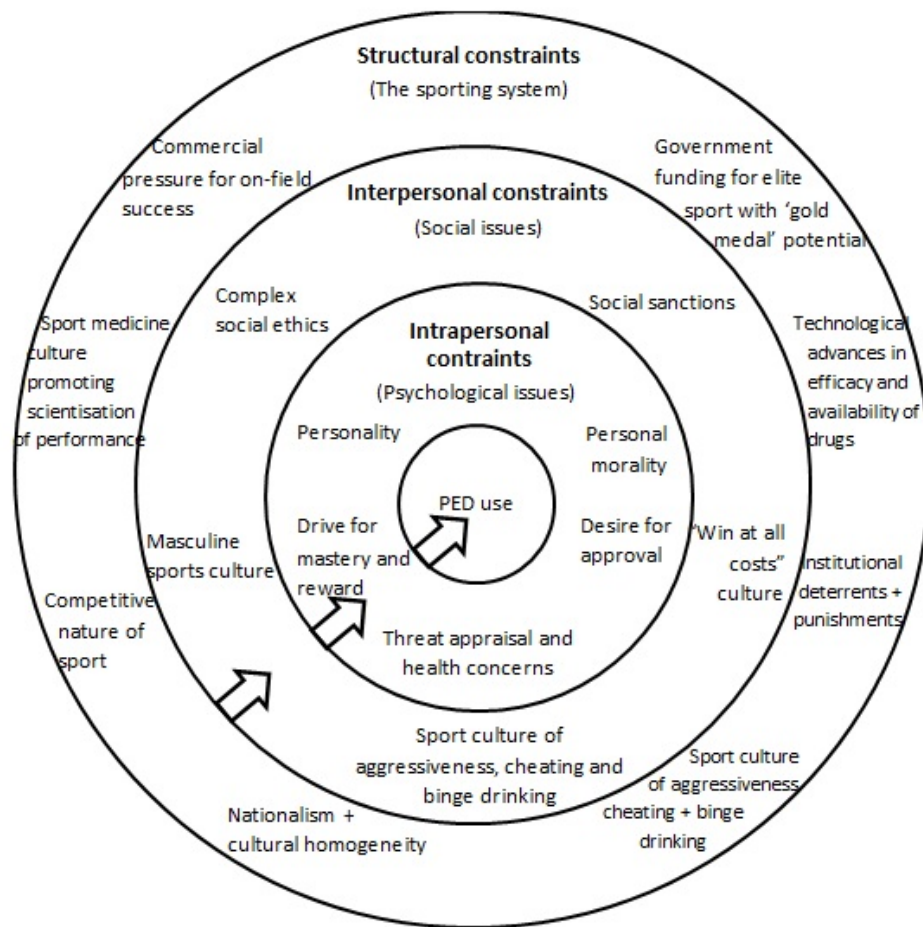 Structural constraints
(The sporting system)
Commercial
pressure for on-field
success
Government
funding for elite
sport with ‘gold
medal’ potential
Interpersonal constraints
(Social issues)
Complex
social ethics
Social sanctions
Sport medicine
culture
promoting
scientisation
of performance
Technological
advances in
efficacy and
availability of
drugs
Intrapersonal
contraints
(Psychological issues)
Personality
Personal
morality
PED use
Drive for
mastery and
reward
Desire for
approval
Masculine
sports culture
“Win at all
costs”
culture
Institutional
deterrents +
punishments
Competitive
nature of
sport
Threat appraisal and
health concerns
Sport culture of
aggressiveness, cheating and
binge drinking
Sport culture
of aggressiveness
cheating + binge
drinking
Nationalism +
cultural homogeneity